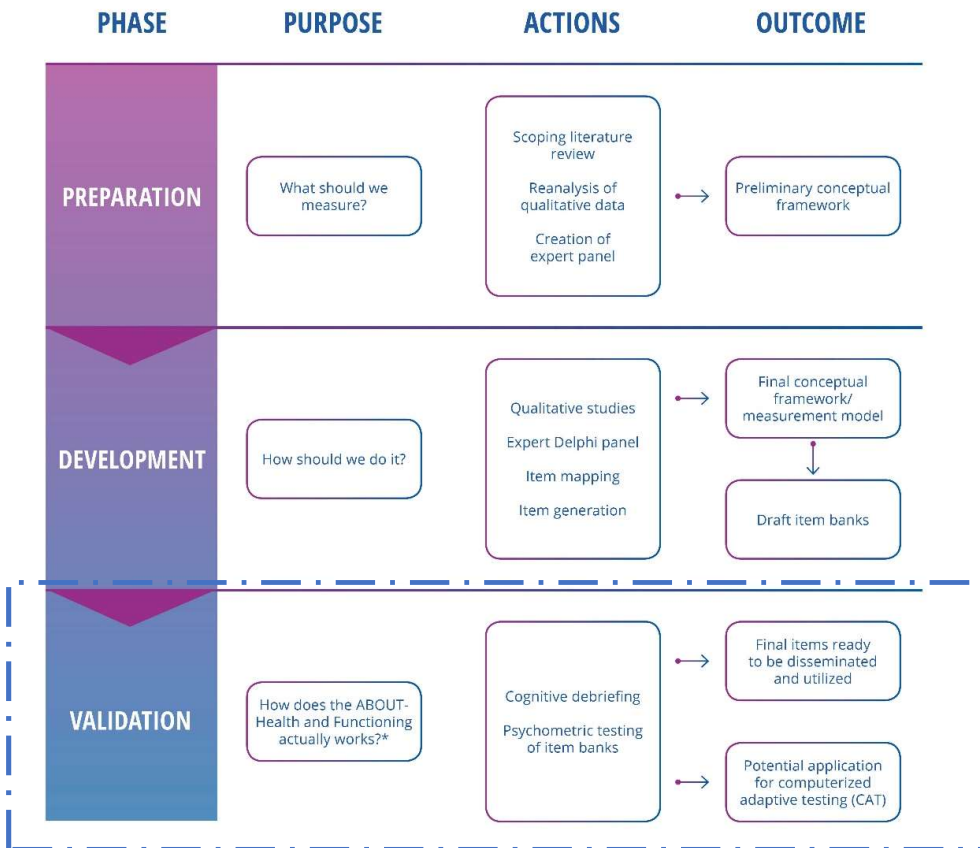 PHASE PURPOSE ACTIONS OUTCOME
PREPARATION
What should we
measure?
Scoping literature
review
Reanalysis of
qualitative data
Creation of
expert panel
Preliminary conceptual
framework
DEVELOPMENT
How should we do it?
Qualitative studies
Expert Delphi panel
Item mapping
Item generation
Final conceptual
framework/
measurement model
Draft item banks
VALIDATION
How does the ABOUT-
Health and Functioning
actually works?*
Cognitive debriefing
Psychometric testing
of item banks
Final items ready
to be disseminated
and utilized
Potential application
for computerized
adaptive testing (CAT)